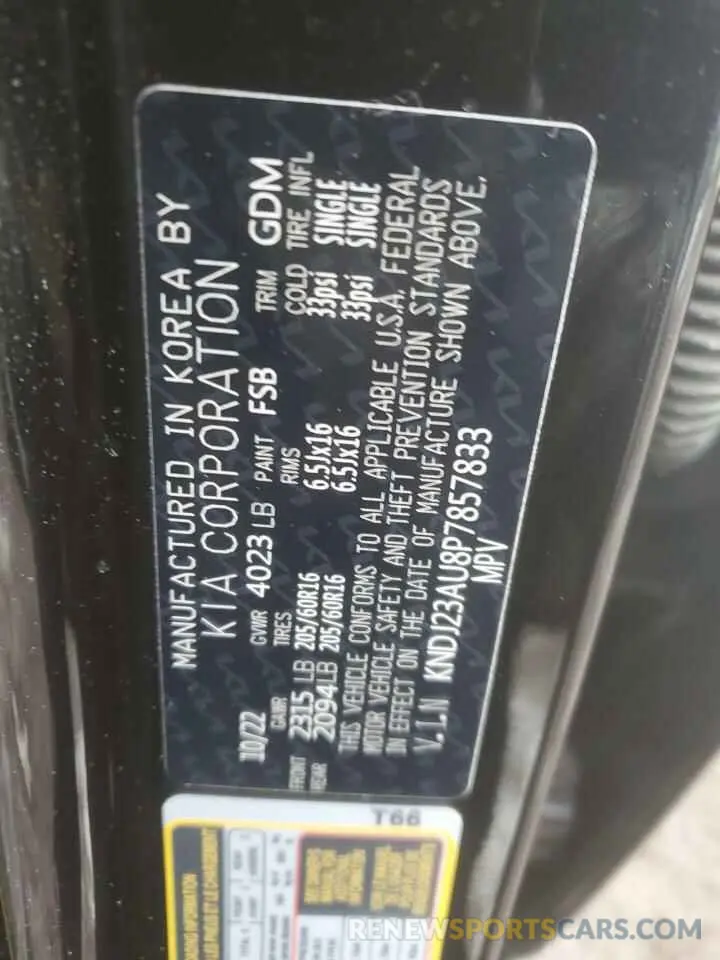 MANUFACTURED IN KOREA BY
KIA CORPORATION
10/22 GVWR 4023 LB PAINT FSB TRIM GDM
GAWR TIRES RIMS COLD TIRE INFL
FRONT 2315 LB 205/60R16 6.5Jx16 33psi SINGLE
REAR 2094LB 205/60R16 6.5Jx16 33psi SINGLE
THIS VEHICLE CONFORMS TO ALL APPLICABLE U.S.A. FEDERAL
MOTOR VEHICLE SAFETY AND THEFT PREVENTION STANDARDS
IN EFFECT ON THE DATE OF MANUFACTURE SHOWN ABOVE.
V.I.N KNDJ23AU8P7857833
MPV
T66
RENEWSPORTSCARS.COM